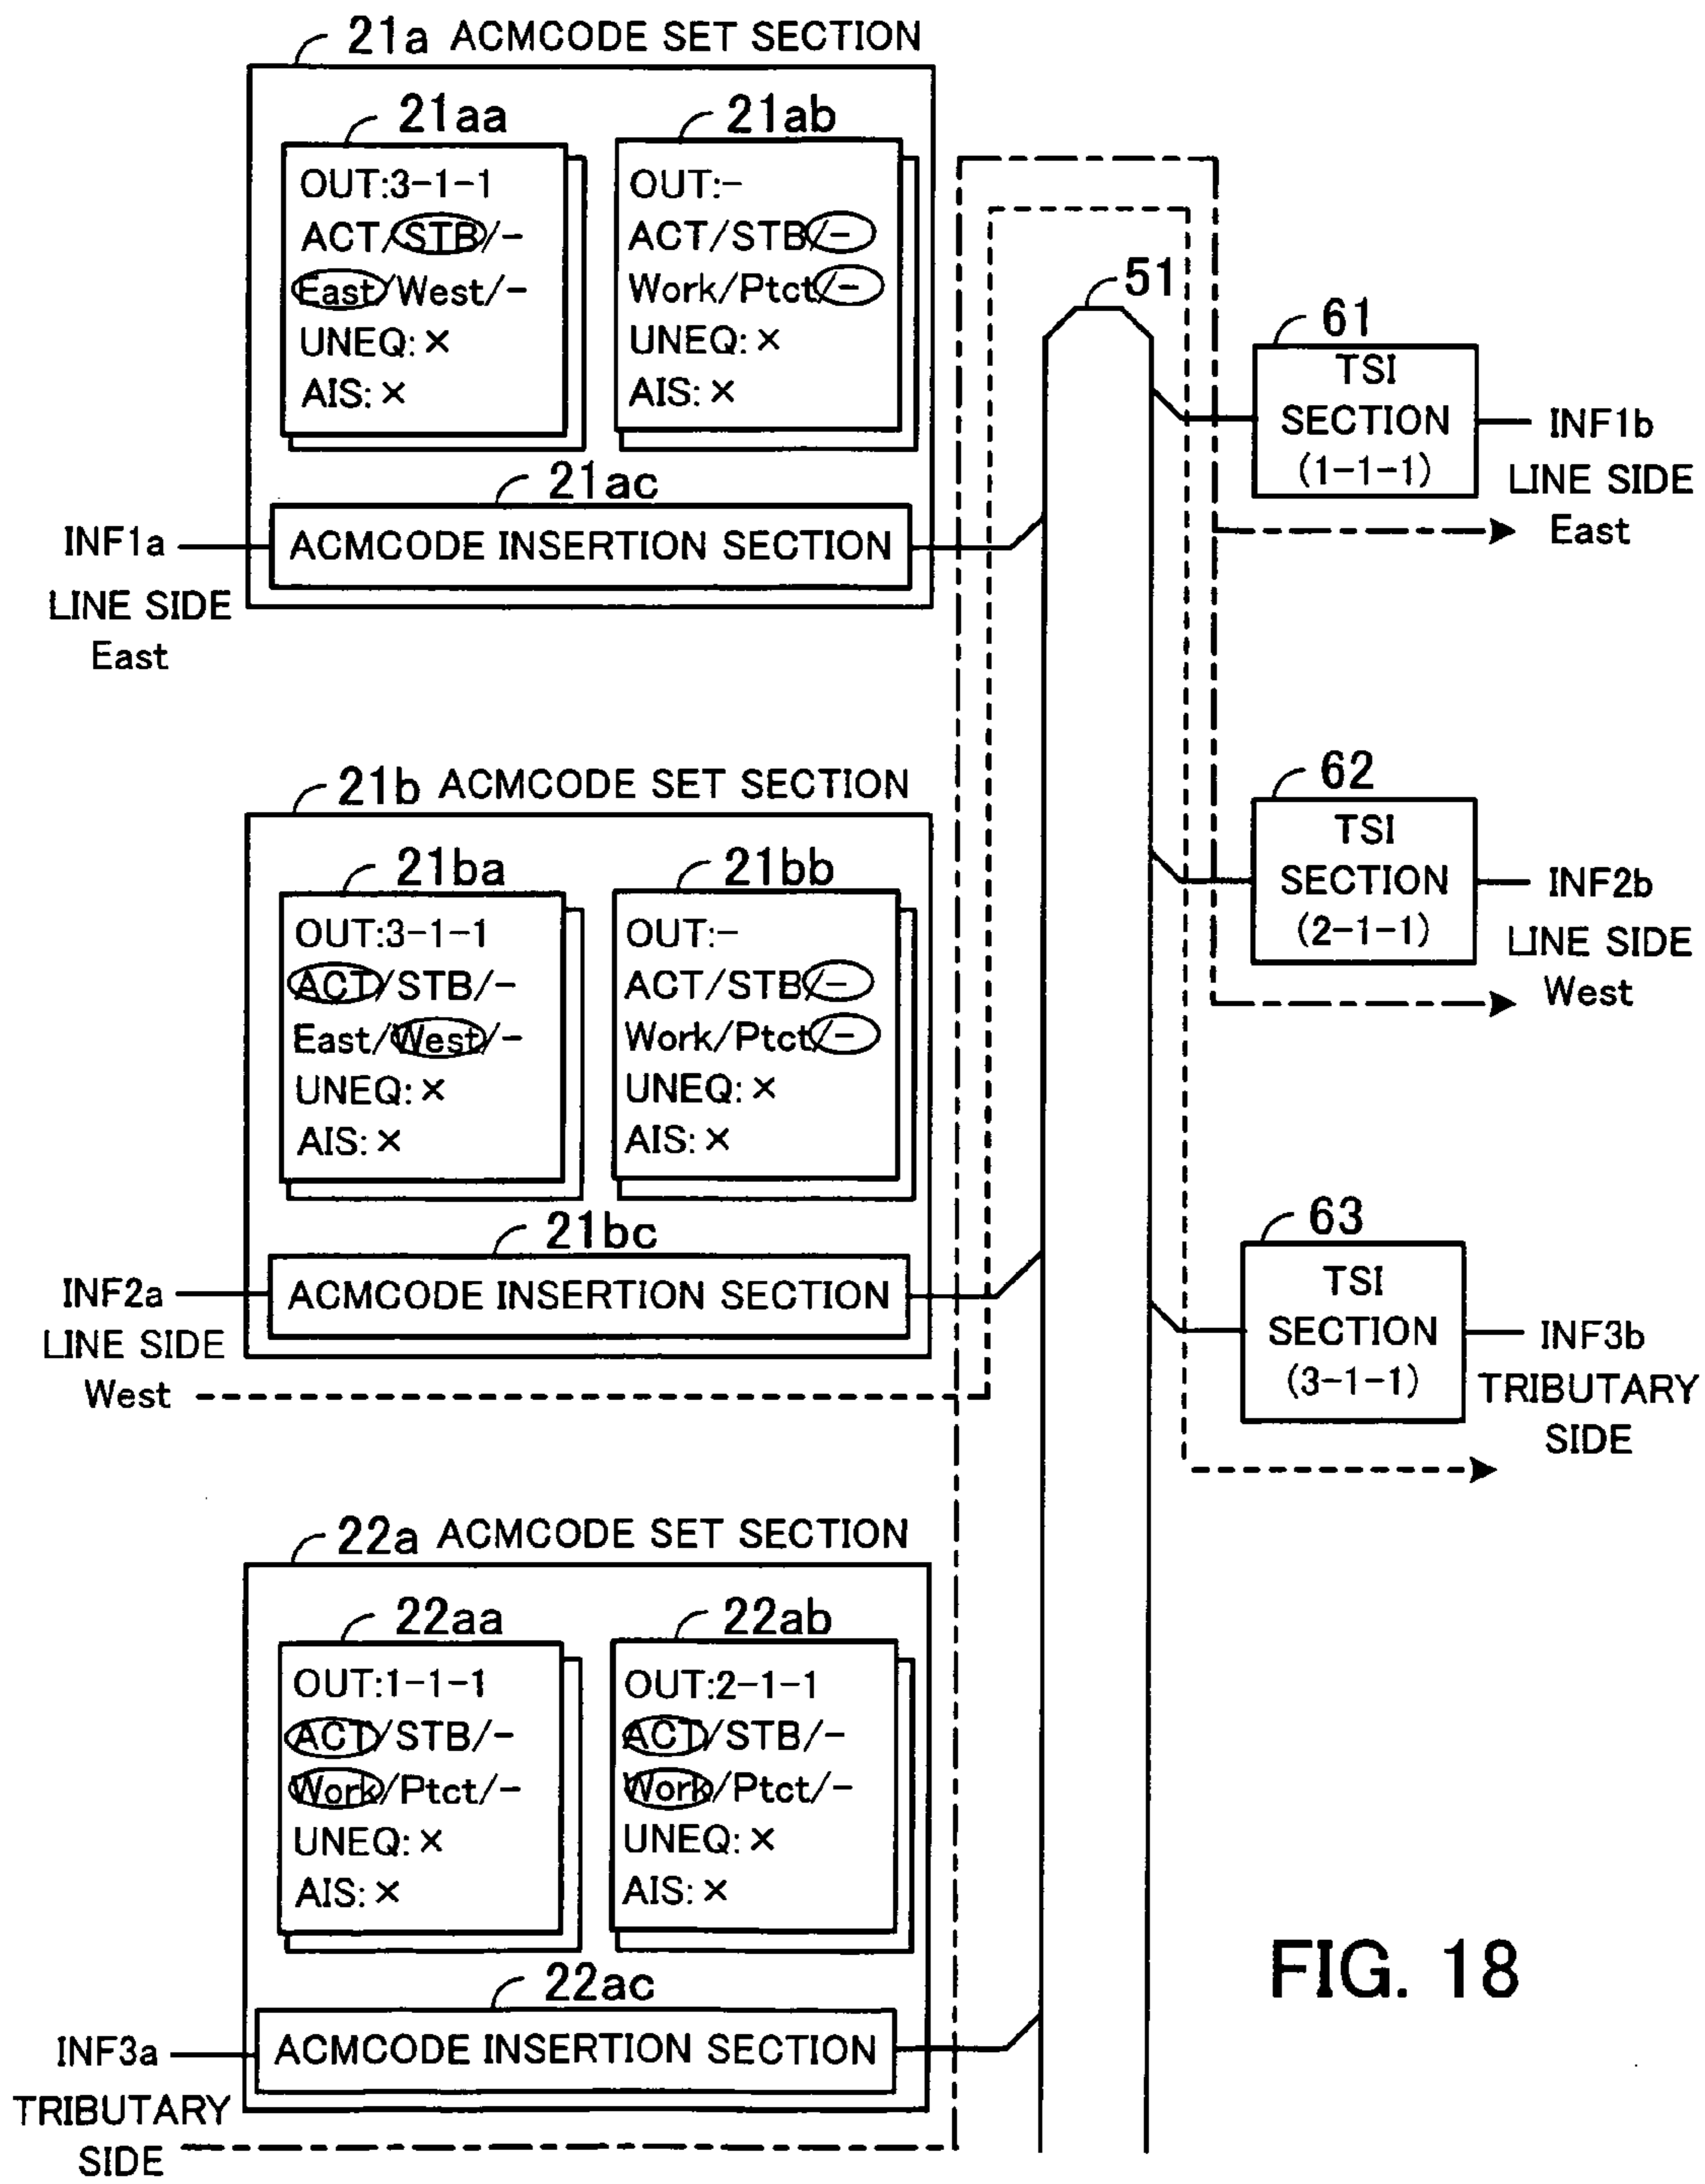 21a ACMCODE SET SECTION
21aa
OUT:3-1-1
ACT/STB/-
East/West/-
UNEQ: ×
AIS: ×
21ab
OUT:-
ACT/STB/-
Work/Ptct/-
UNEQ: ×
AIS: ×
21ac
ACMCODE INSERTION SECTION
INF1a
LINE SIDE
East
21b ACMCODE SET SECTION
21ba
OUT:3-1-1
ACT/STB/-
East/West/-
UNEQ: ×
AIS: ×
21bb
OUT:-
ACT/STB/-
Work/Ptct/-
UNEQ: ×
AIS: ×
21bc
ACMCODE INSERTION SECTION
INF2a
LINE SIDE
West
22a ACMCODE SET SECTION
22aa
OUT:1-1-1
ACT/STB/-
Work/Ptct/-
UNEQ: ×
AIS: ×
22ab
OUT:2-1-1
ACT/STB/-
Work/Ptct/-
UNEQ: ×
AIS: ×
22ac
ACMCODE INSERTION SECTION
INF3a
TRIBUTARY
SIDE
51
61
TSI
SECTION
(1-1-1)
INF1b
LINE SIDE
East
62
TSI
SECTION
(2-1-1)
INF2b
LINE SIDE
West
63
TSI
SECTION
(3-1-1)
INF3b
TRIBUTARY
SIDE
FIG. 18